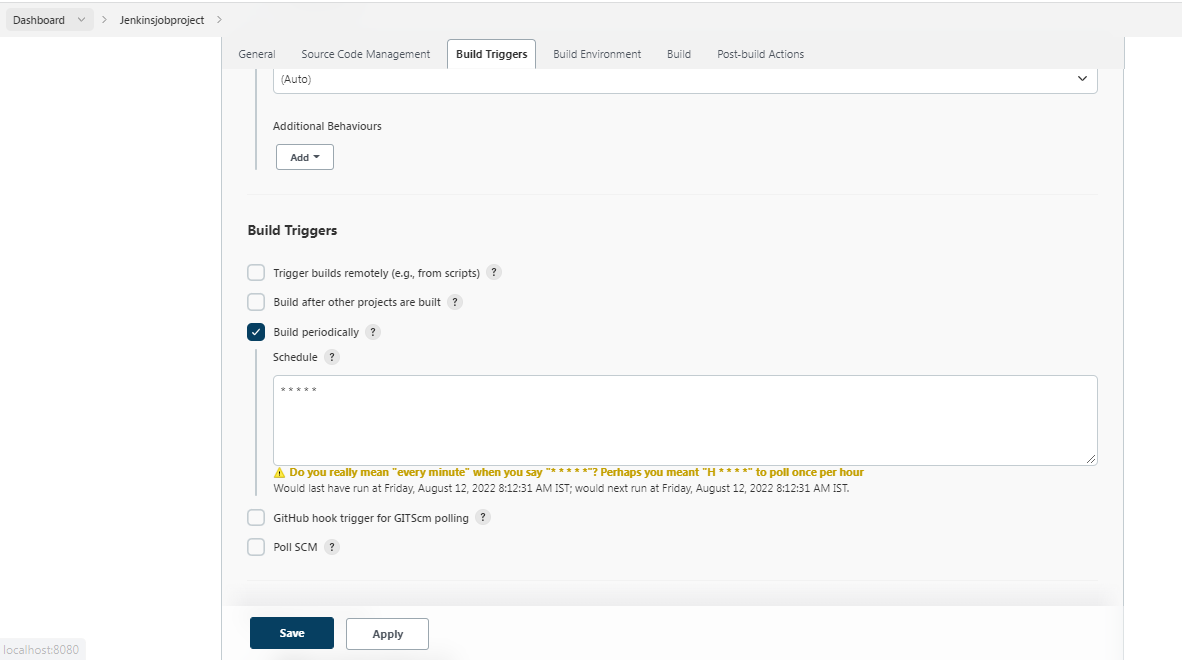 Dashboard Jenkinsjobproject
General Source Code Management Build Triggers Build Environment Build Post-build Actions
(Auto)
Additional Behaviours
Add
Build Triggers
Trigger builds remotely (e.g., from scripts) ?
Build after other projects are built ?
Build periodically ?
Schedule ?
* * * * *
Do you really mean "every minute" when you say "* * * * *"? Perhaps you meant "H * * * *" to poll once per hour
Would last have run at Friday, August 12, 2022 8:12:31 AM IST; would next run at Friday, August 12, 2022 8:12:31 AM IST.
GitHub hook trigger for GITScm polling ?
Poll SCM ?
Save Apply
localhost:8080